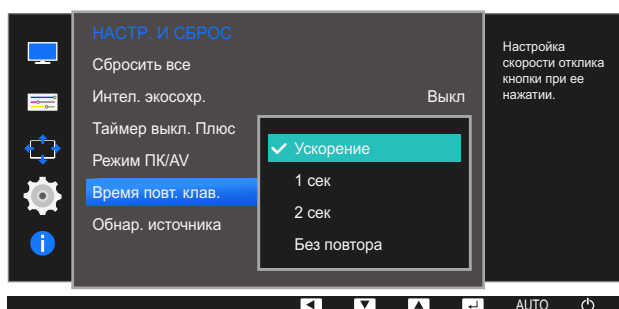 НАСТР. И СБРОС
Сбросить все
Интел. экосохр. Выкл
Таймер выкл. Плюс
Режим ПК/AV
Время повт. клав.
Обнар. источника
Ускорение
1 сек
2 сек
Без повтора
Настройка
скорости отклика
кнопки при ее
нажатии.
AUTO